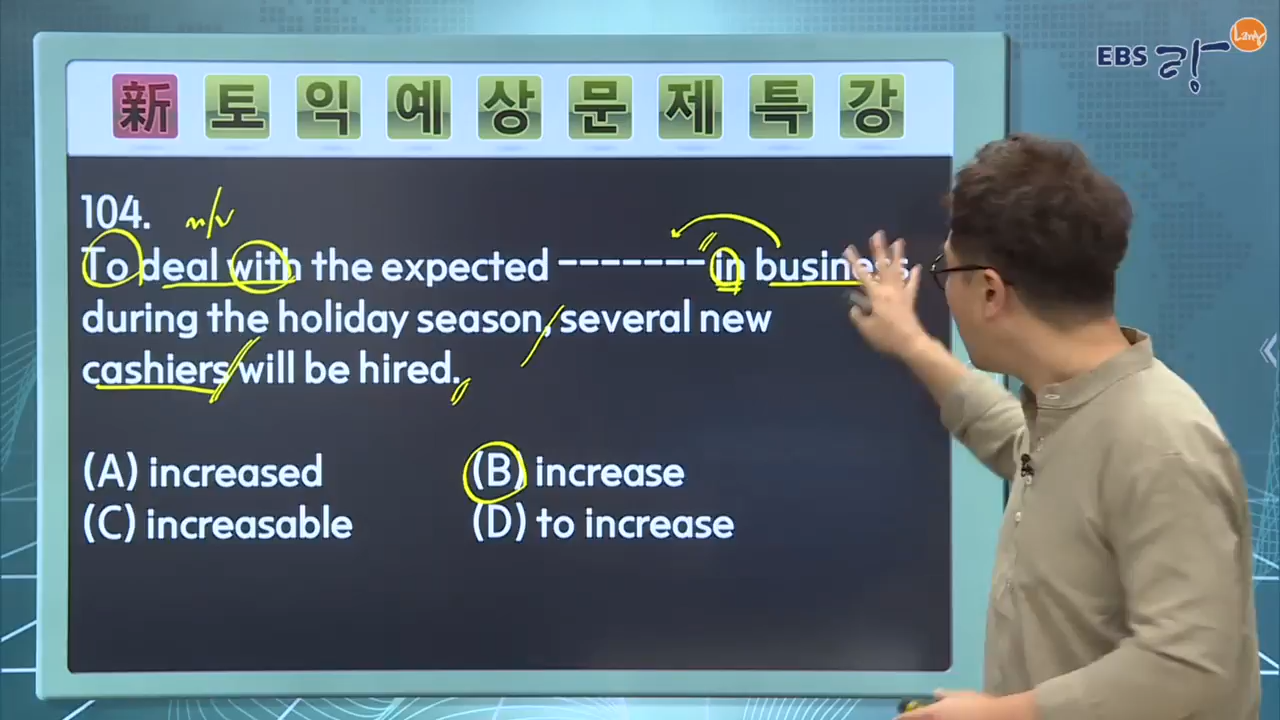 EBS 랑
Lang
新토익예상문제특강
104.
n/v
To deal with the expected ------- in business
during the holiday season, several new
cashiers will be hired.
(A) increased
(B) increase
(C) increasable
(D) to increase